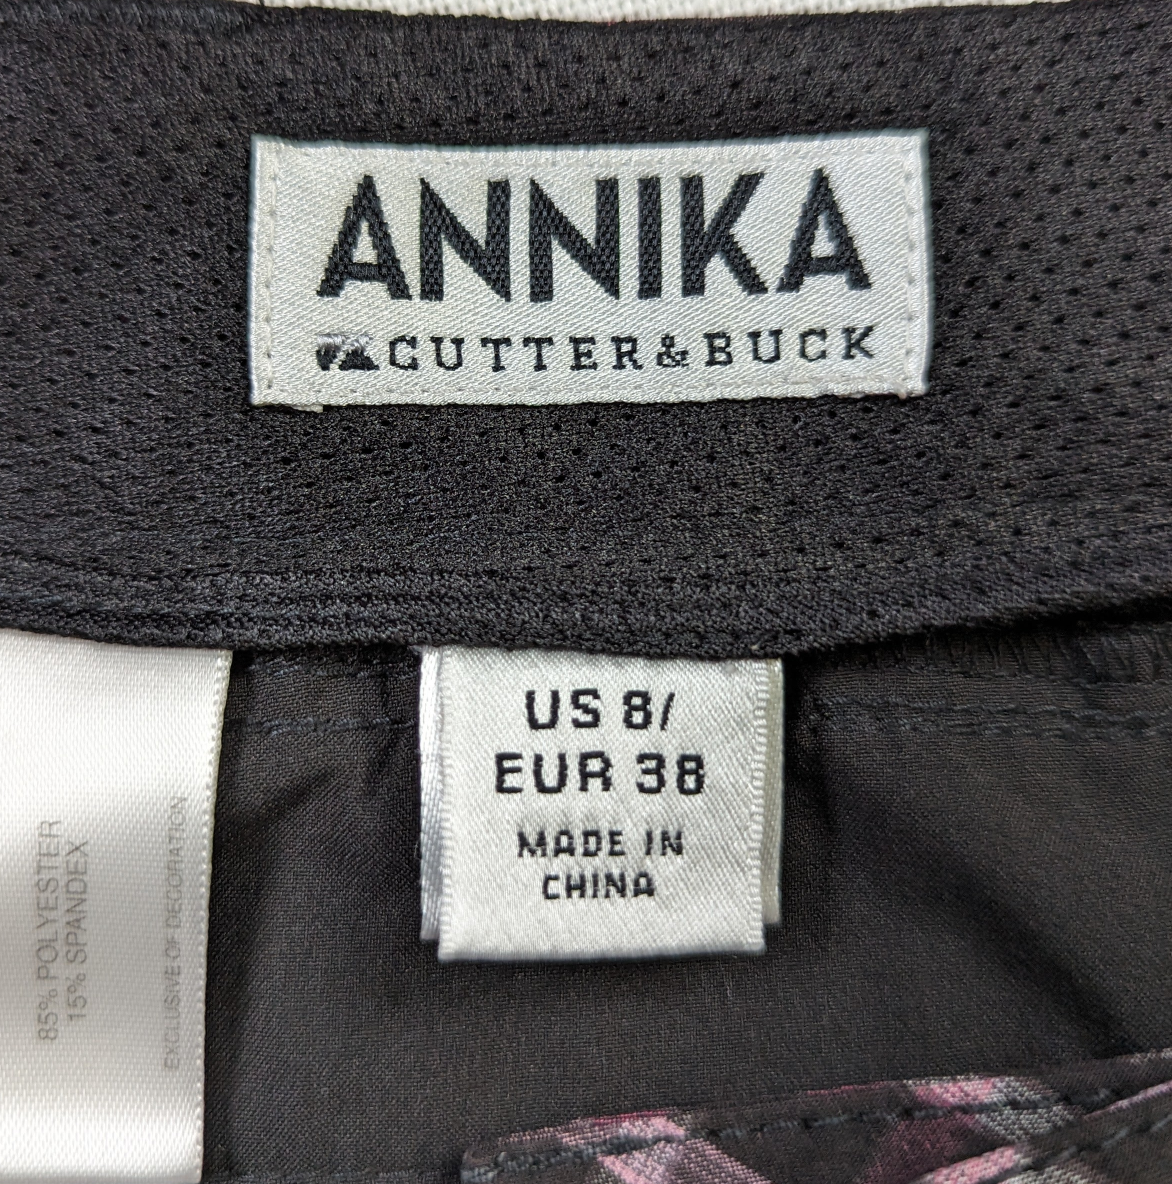 ANNIKA
CUTTER&BUCK
US 8/
EUR 38
MADE IN
CHINA
85% POLYESTER
15% SPANDEX
EXCLUSIVE OF DECORATION